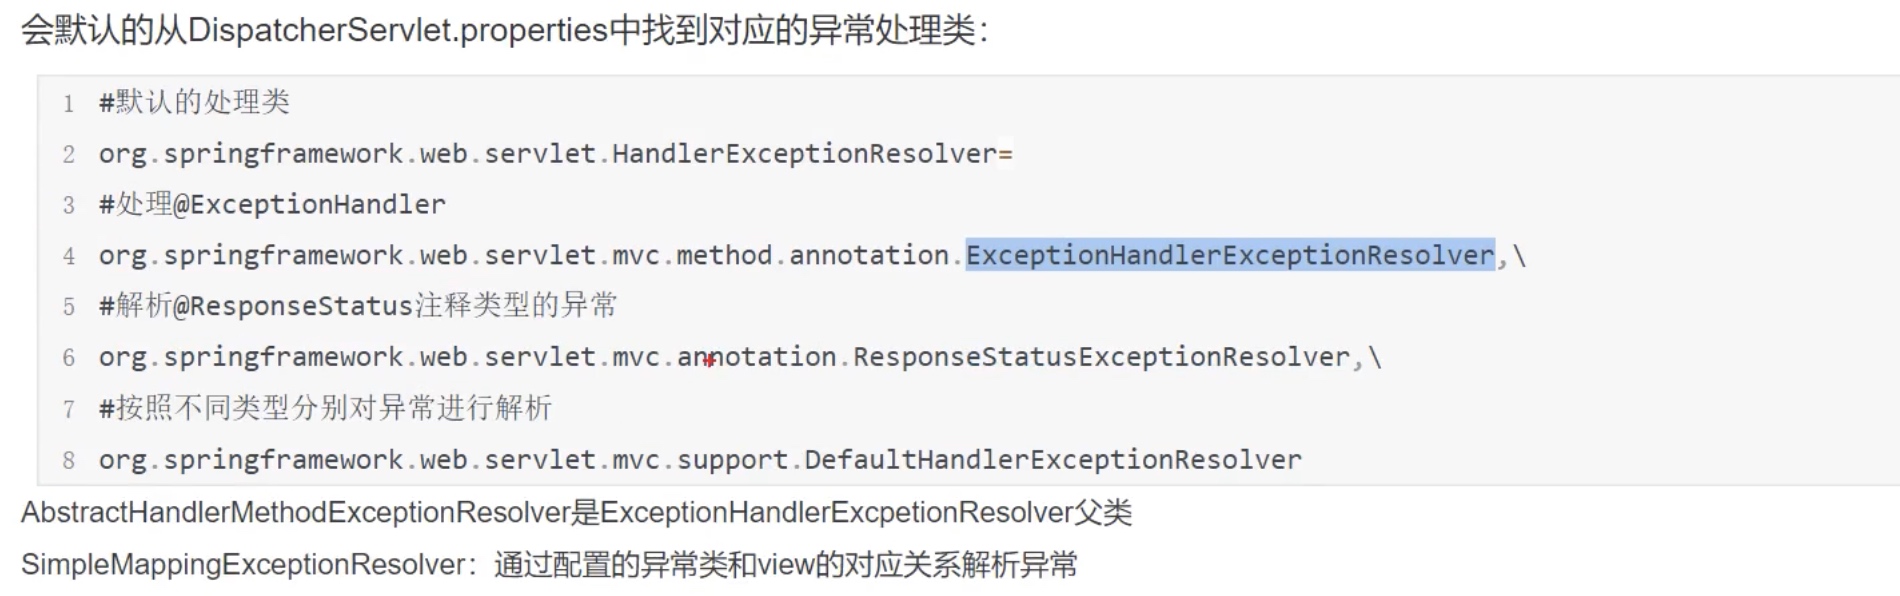 会默认的从DispatcherServlet.properties中找到对应的异常处理类：
1 #默认的处理类
2 org.springframework.web.servlet.HandlerExceptionResolver=
3 #处理@ExceptionHandler
4 org.springframework.web.servlet.mvc.method.annotation.ExceptionHandlerExceptionResolver,\
5 #解析@ResponseStatus注释类型的异常
6 org.springframework.web.servlet.mvc.annotation.ResponseStatusExceptionResolver,\
7 #按照不同类型分别对异常进行解析
8 org.springframework.web.servlet.mvc.support.DefaultHandlerExceptionResolver
AbstractHandlerMethodExceptionResolver是ExceptionHandlerExcpetionResolver父类
SimpleMappingExceptionResolver：通过配置的异常类和view的对应关系解析异常